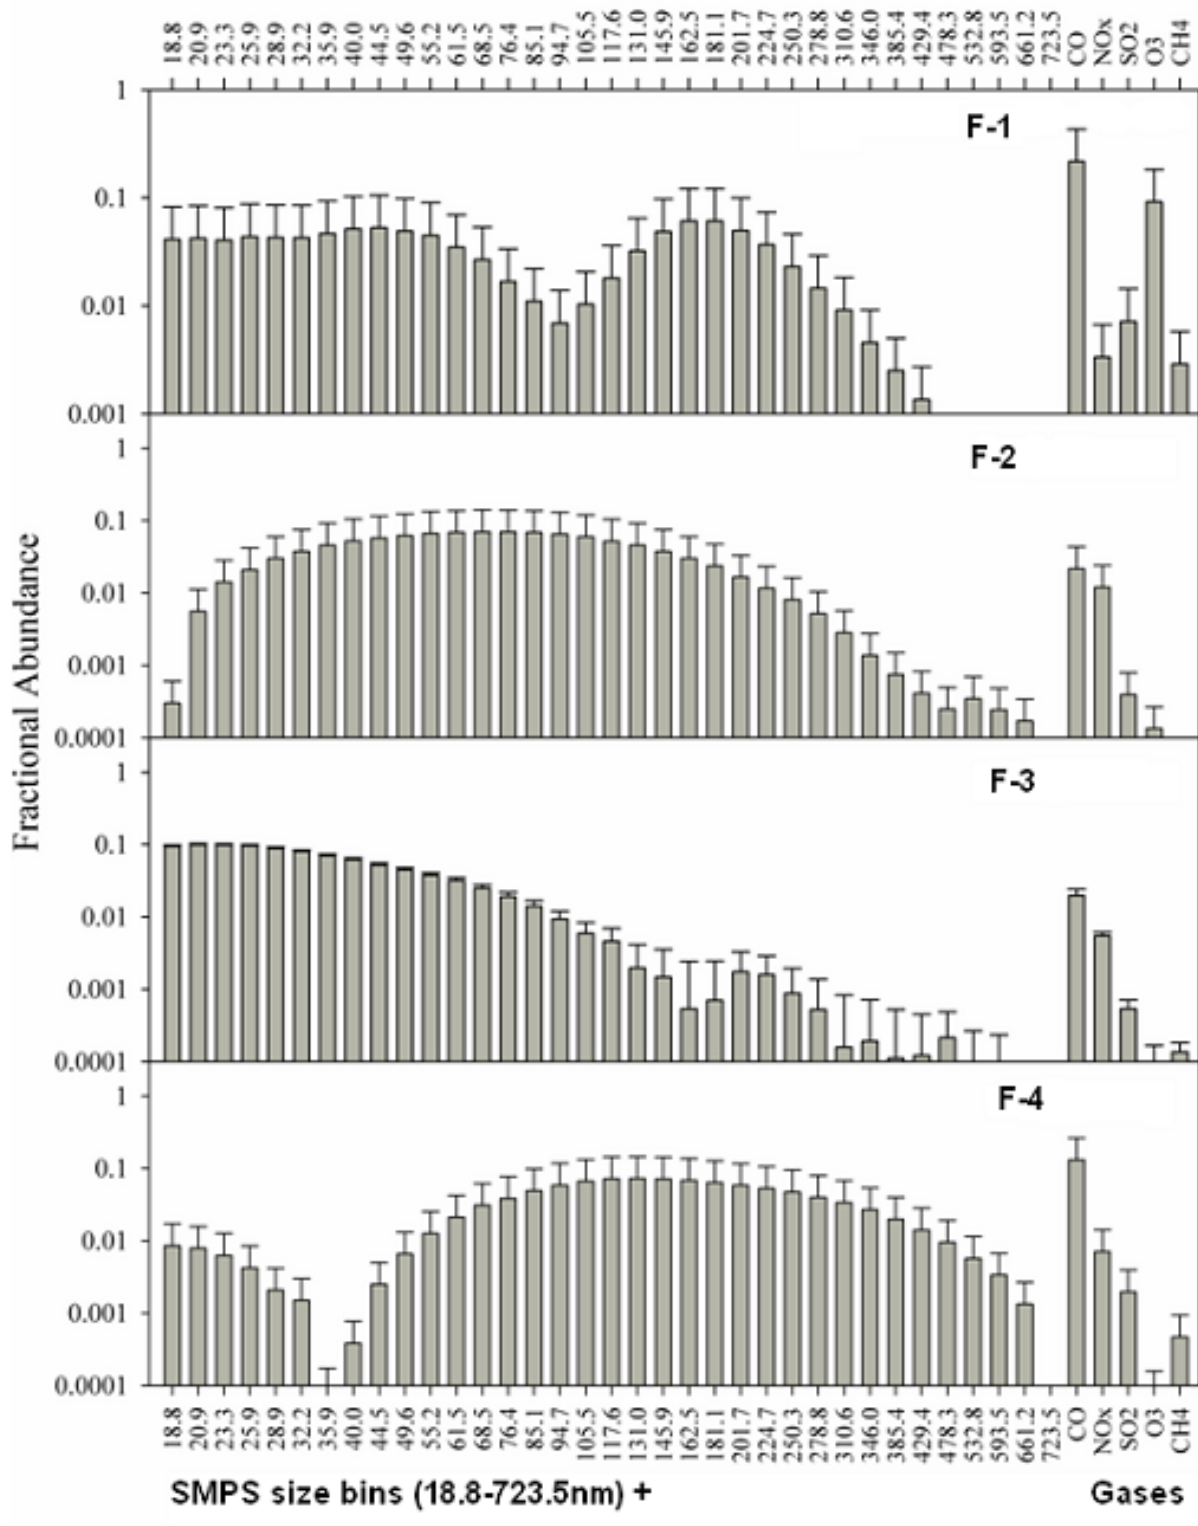 18.8 20.9 23.3 25.9 28.9 32.2 35.9 40.0 44.5 49.6 55.2 61.5 68.5 76.4 85.1 94.7 105.5 117.6 131.0 145.9 162.5 181.1 201.7 224.7 250.3 278.8 310.6 346.0 385.4 429.4 478.3 532.8 593.5 661.2 723.5 CO NOx SO2 O3 CH4
1
F-1
0.1
0.01
0.001
1
F-2
0.1
0.01
0.001
0.0001
Fractional Abundance
1
F-3
0.1
0.01
0.001
0.0001
1
F-4
0.1
0.01
0.001
0.0001
18.8 20.9 23.3 25.9 28.9 32.2 35.9 40.0 44.5 49.6 55.2 61.5 68.5 76.4 85.1 94.7 105.5 117.6 131.0 145.9 162.5 181.1 201.7 224.7 250.3 278.8 310.6 346.0 385.4 429.4 478.3 532.8 593.5 661.2 723.5 CO NOx SO2 O3 CH4
SMPS size bins (18.8-723.5nm) + Gases